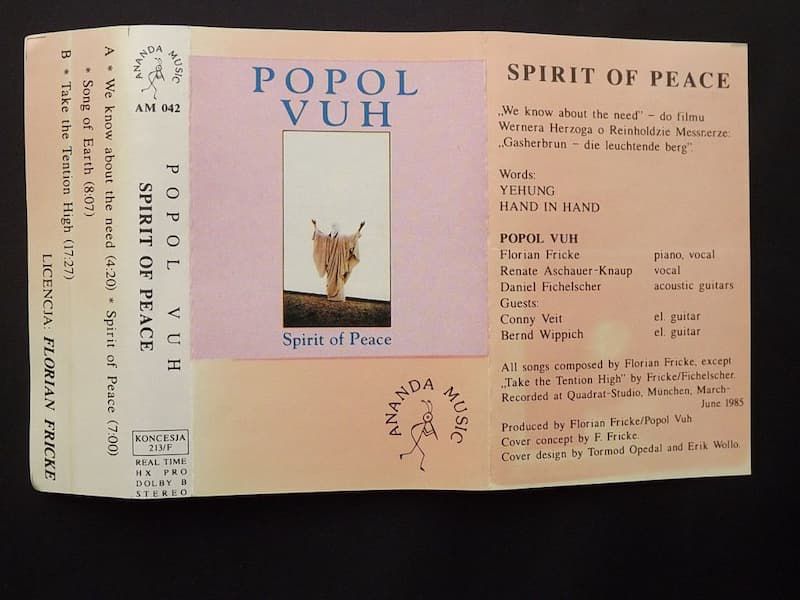 A * We know about the need (4:20) * Spirit of Peace (7:00)
* Song of Earth (8:07)
B * Take the Tention High (17:27)
LICENCJA: FLORIAN FRICKE
ANANDA MUSIC
AM 042
POPOL VUH
SPIRIT OF PEACE
KONCESJA
213/F
REAL TIME
HX PRO
DOLBY B
STEREO
POPOL
VUH
Spirit of Peace
ANANDA MUSIC
SPIRIT OF PEACE
„We know about the need" – do filmu
Wernera Herzoga o Reinholdzie Messnerze:
„Gasherbrun – die leuchtende berg".
Words:
YEHUNG
HAND IN HAND
POPOL VUH
Florian Fricke piano, vocal
Renate Aschauer-Knaup vocal
Daniel Fichelscher acoustic guitars
Guests:
Conny Veit el. guitar
Bernd Wippich el. guitar
All songs composed by Florian Fricke, except
„Take the Tention High" by Fricke/Fichelscher.
Recorded at Quadrat-Studio, München, March-
June 1985
Produced by Florian Fricke/Popol Vuh
Cover concept by F. Fricke.
Cover design by Tormod Opedal and Erik Wollo.